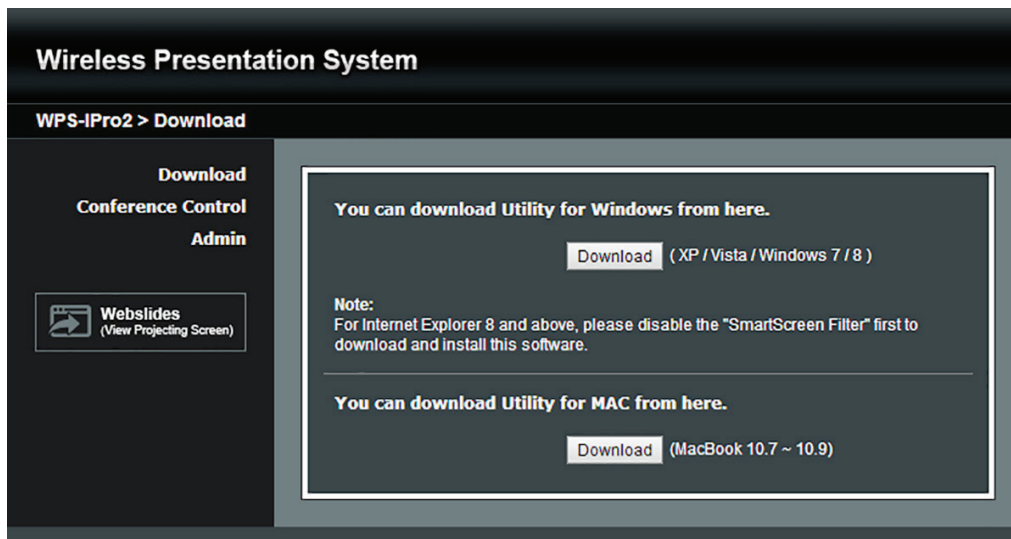 Wireless Presentation System
WPS-IPro2 > Download
Download
Conference Control
Admin
Webslides
(View Projecting Screen)
You can download Utility for Windows from here.
Download ( XP / Vista / Windows 7 / 8 )
Note:
For Internet Explorer 8 and above, please disable the "SmartScreen Filter" first to
download and install this software.
You can download Utility for MAC from here.
Download (MacBook 10.7 ~ 10.9)